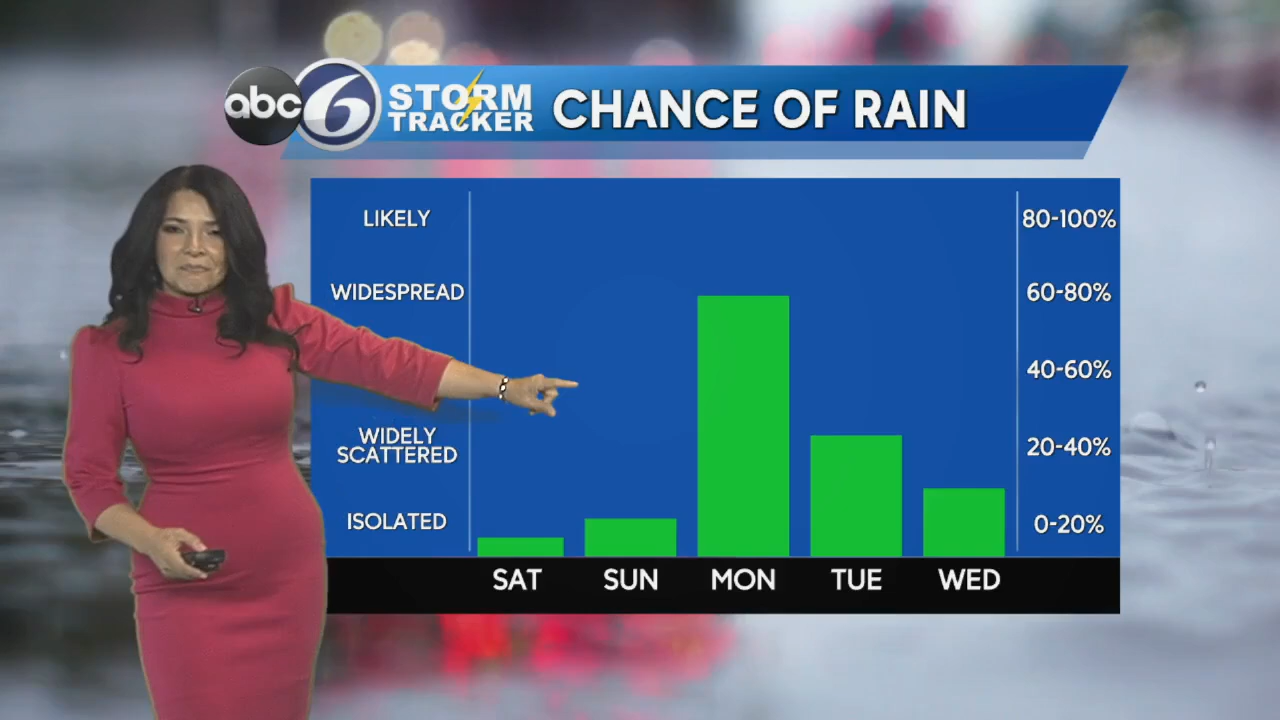 abc 6 STORM TRACKER
CHANCE OF RAIN
LIKELY 80-100%
WIDESPREAD 60-80%
40-60%
WIDELY
SCATTERED 20-40%
ISOLATED 0-20%
SAT SUN MON TUE WED